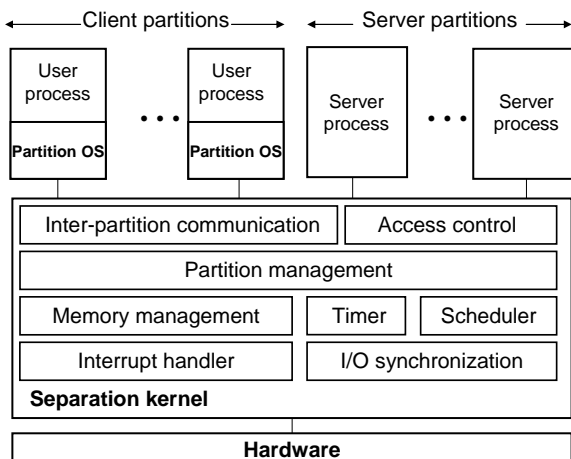 Client partitions
Server partitions
User
process
Partition OS
• • •
User
process
Partition OS
Server
process
• • •
Server
process
Inter-partition communication
Access control
Partition management
Memory management
Timer
Scheduler
Interrupt handler
I/O synchronization
Separation kernel
Hardware